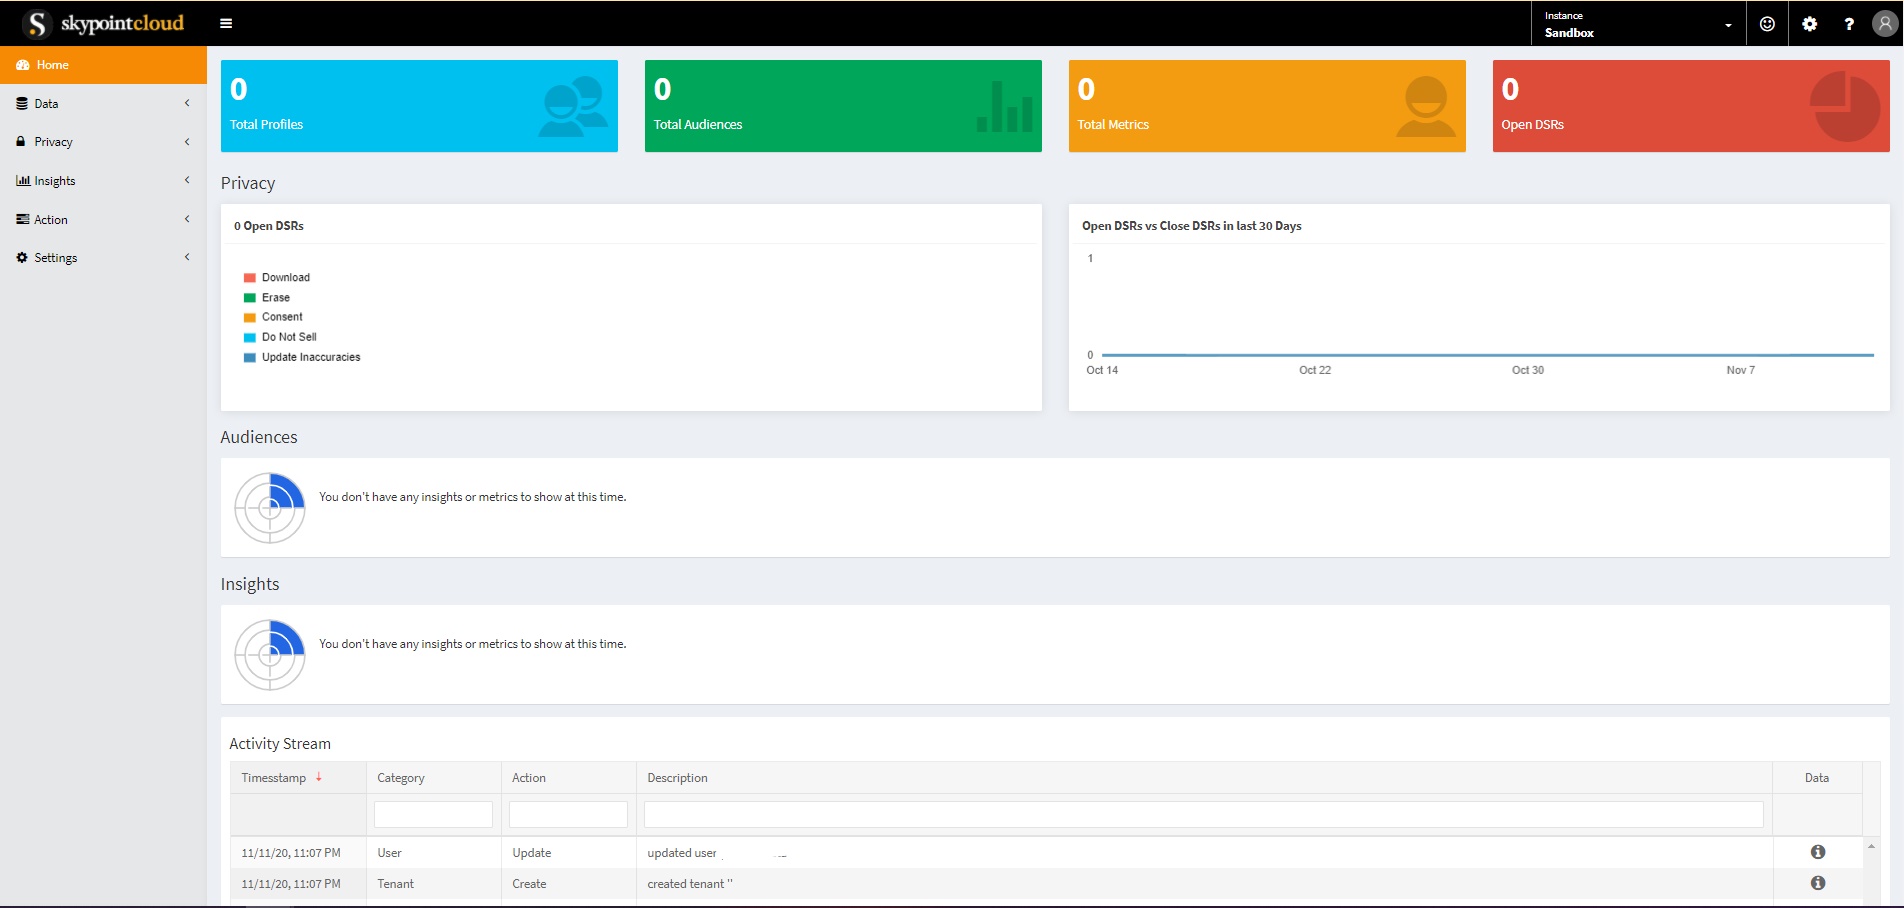 skypointcloud
Instance
Sandbox
Home
Data
Privacy
Insights
Action
Settings
0
Total Profiles
0
Total Audiences
0
Total Metrics
0
Open DSRs
Privacy
0 Open DSRs
Download
Erase
Consent
Do Not Sell
Update Inaccuracies
Open DSRs vs Close DSRs in last 30 Days
1
0
Oct 14 Oct 22 Oct 30 Nov 7
Audiences
You don't have any insights or metrics to show at this time.
Insights
You don't have any insights or metrics to show at this time.
Activity Stream
Timesstamp Category Action Description Data
11/11/20, 11:07 PM User Update updated user
11/11/20, 11:07 PM Tenant Create created tenant ''